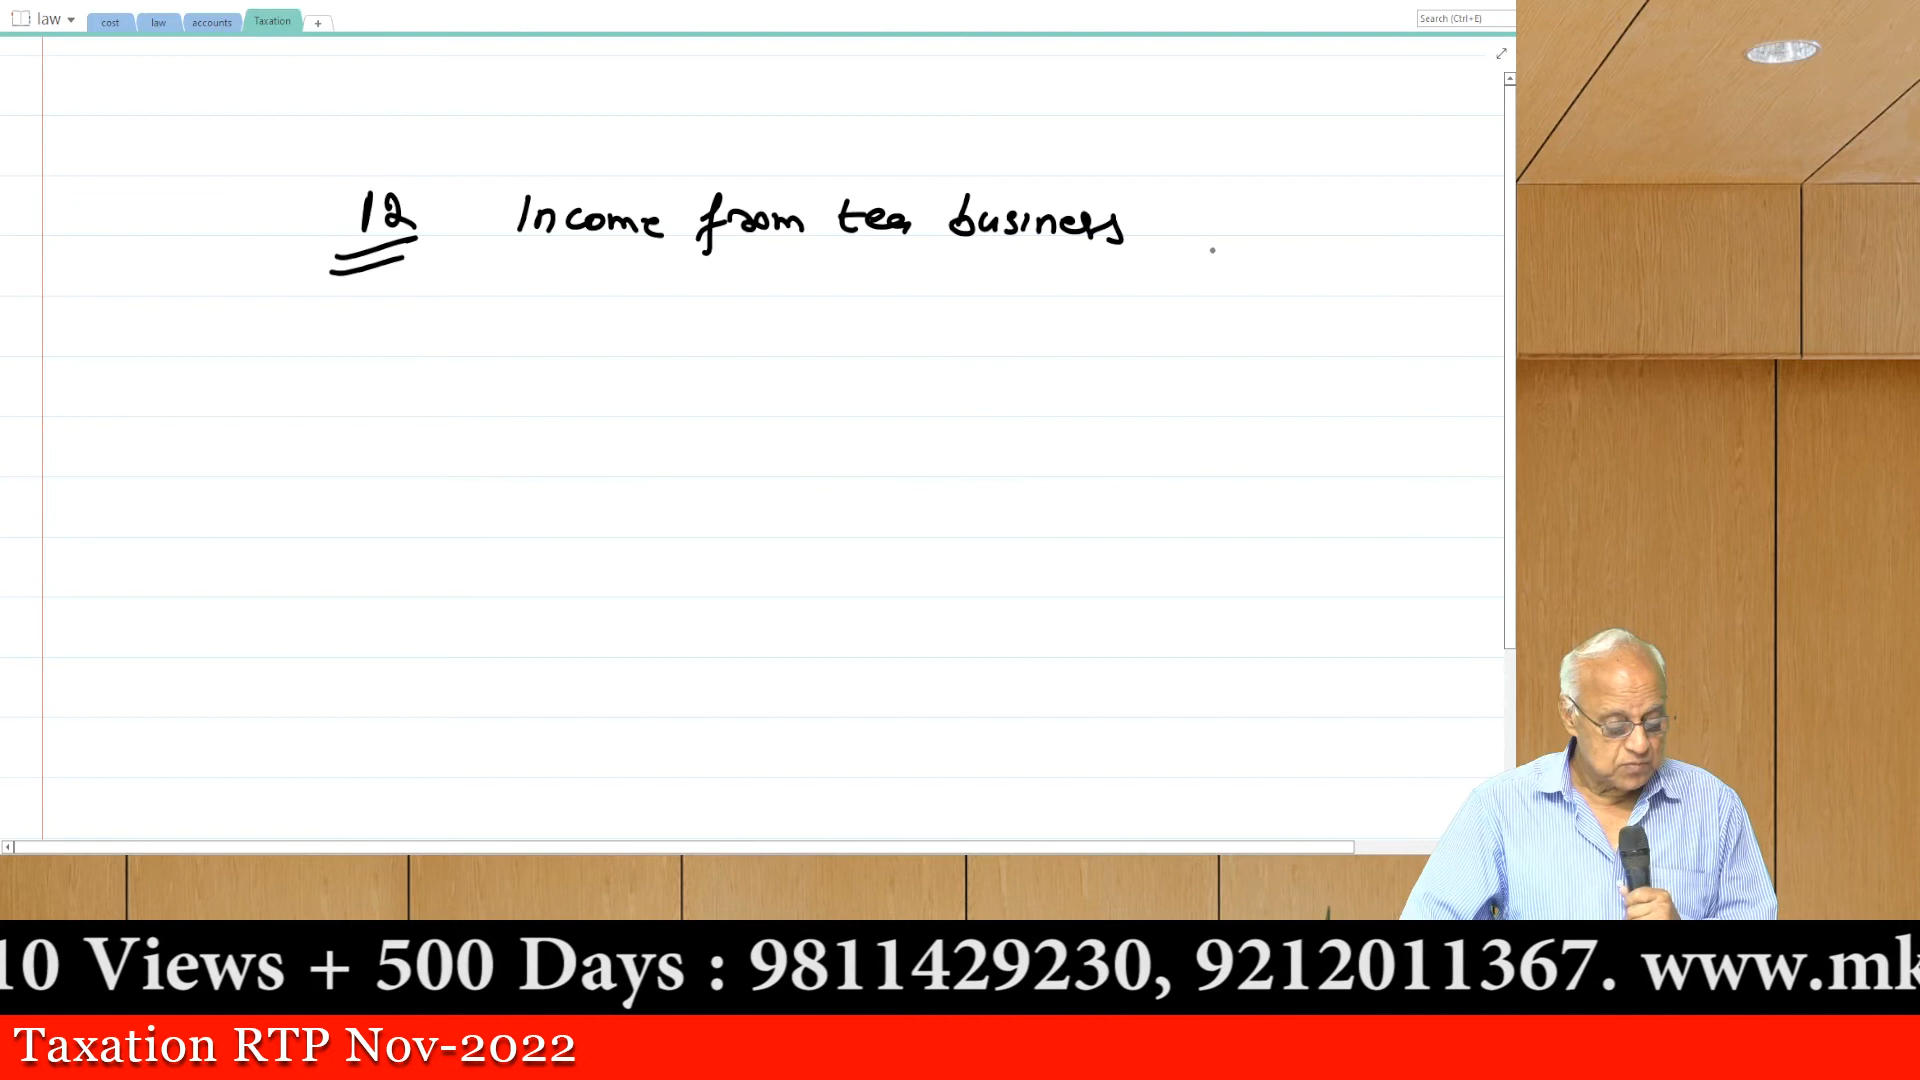 law cost law accounts Taxation + Search (Ctrl+E)
12 Income from tea business
10 Views + 500 Days : 9811429230, 9212011367. www.mk
Taxation RTP Nov-2022